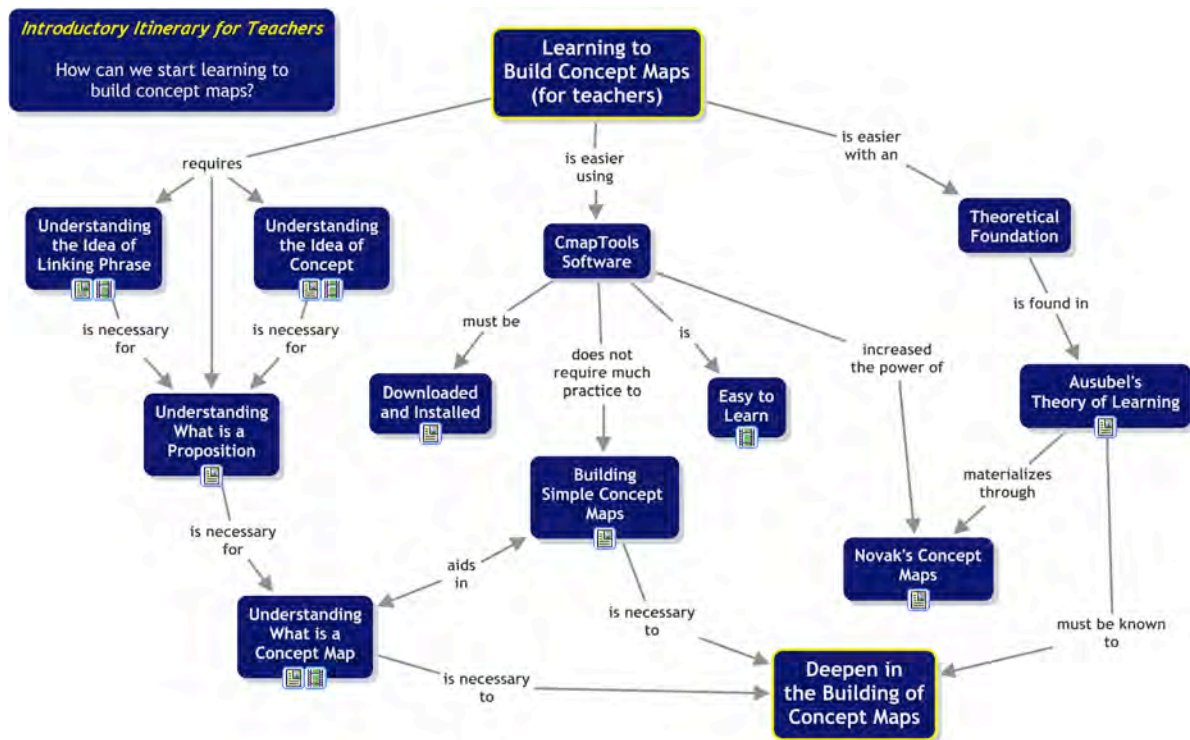 Introductory Itinerary for Teachers
How can we start learning to
build concept maps?
Learning to
Build Concept Maps
(for teachers)
requires
is easier
using
is easier
with an
Understanding
the Idea of
Linking Phrase
Understanding
the Idea of
Concept
CmapTools
Software
Theoretical
Foundation
is necessary
for
is necessary
for
must be
does not
require much
practice to
is
increased
the power of
is found in
Understanding
What is a
Proposition
Downloaded
and Installed
Easy to
Learn
Ausubel's
Theory of Learning
Building
Simple Concept
Maps
materializes
through
is necessary
for
aids
in
Novak's Concept
Maps
Understanding
What is a
Concept Map
is necessary
to
must be known
to
is necessary
to
Deepen in
the Building of
Concept Maps